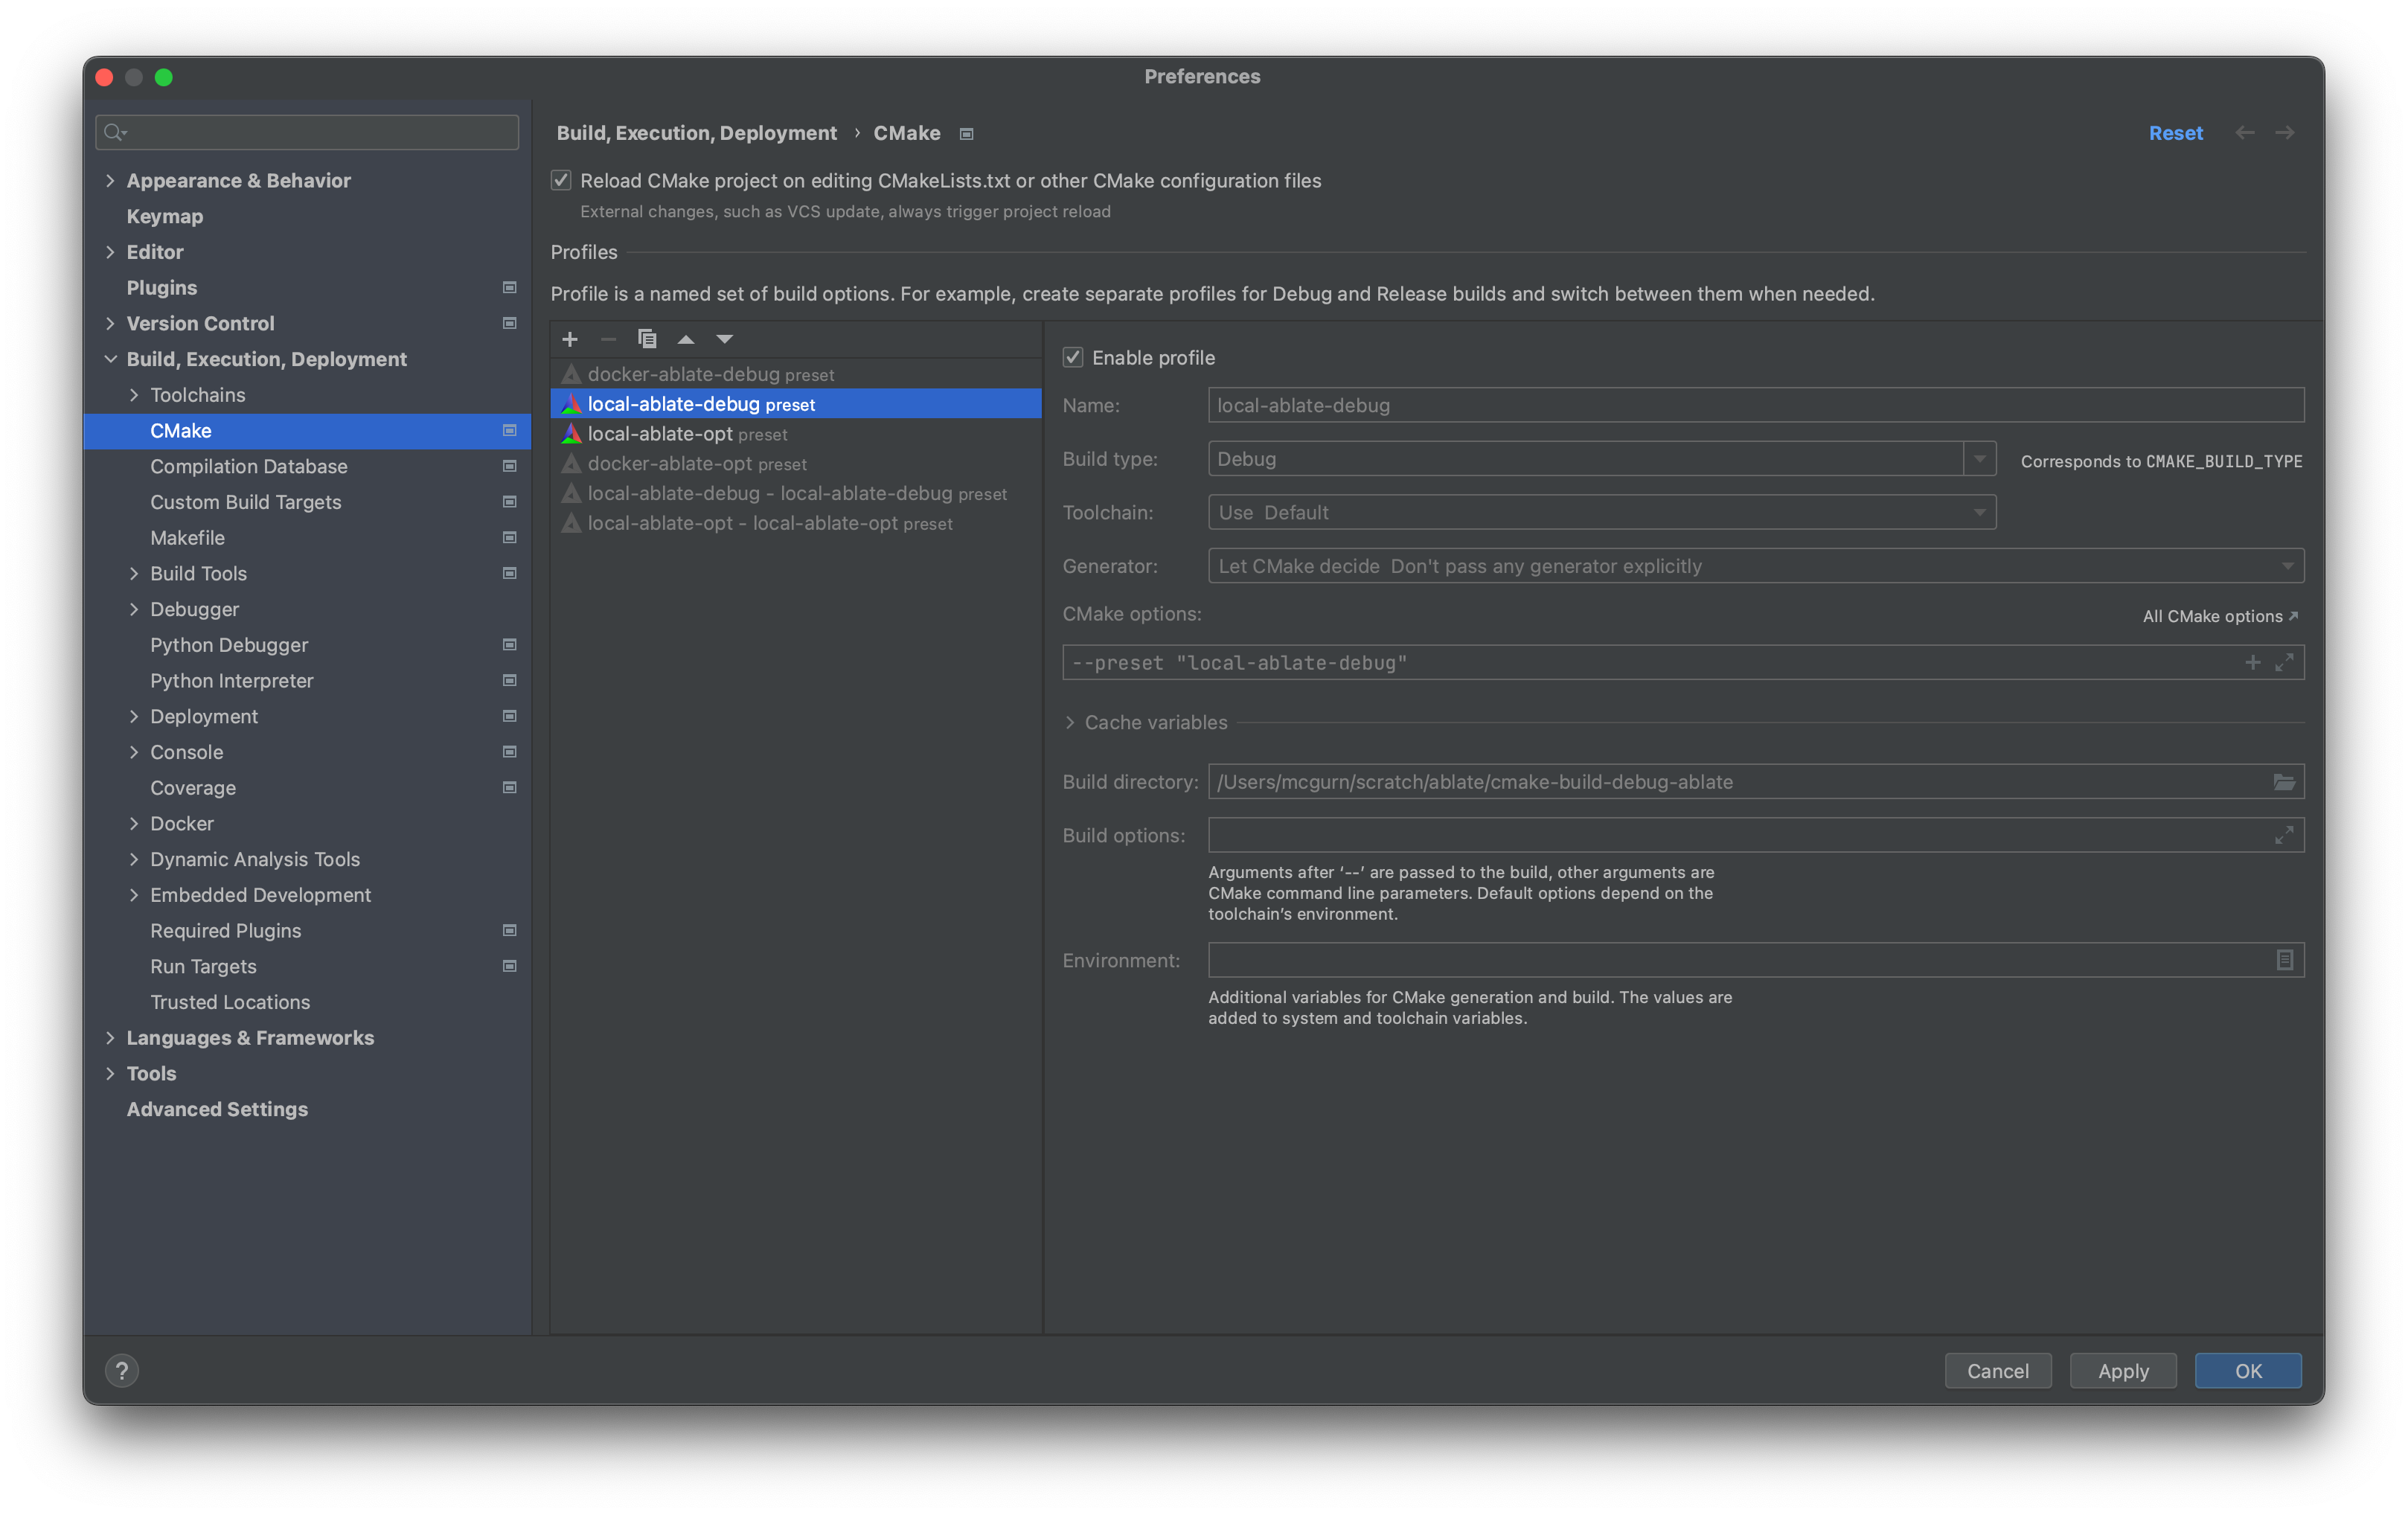 Preferences
Appearance & Behavior
Keymap
Editor
Plugins
Version Control
Build, Execution, Deployment
Toolchains
CMake
Compilation Database
Custom Build Targets
Makefile
Build Tools
Debugger
Python Debugger
Python Interpreter
Deployment
Console
Coverage
Docker
Dynamic Analysis Tools
Embedded Development
Required Plugins
Run Targets
Trusted Locations
Languages & Frameworks
Tools
Advanced Settings
Build, Execution, Deployment › CMake
Reset
Reload CMake project on editing CMakeLists.txt or other CMake configuration files
External changes, such as VCS update, always trigger project reload
Profiles
Profile is a named set of build options. For example, create separate profiles for Debug and Release builds and switch between them when needed.
docker-ablate-debug preset
local-ablate-debug preset
local-ablate-opt preset
docker-ablate-opt preset
local-ablate-debug - local-ablate-debug preset
local-ablate-opt - local-ablate-opt preset
Enable profile
Name: local-ablate-debug
Build type: Debug Corresponds to CMAKE_BUILD_TYPE
Toolchain: Use Default
Generator: Let CMake decide Don't pass any generator explicitly
CMake options: All CMake options ↗
--preset "local-ablate-debug"
Cache variables
Build directory: /Users/mcgurn/scratch/ablate/cmake-build-debug-ablate
Build options:
Arguments after ‘--’ are passed to the build, other arguments are
CMake command line parameters. Default options depend on the
toolchain’s environment.
Environment:
Additional variables for CMake generation and build. The values are
added to system and toolchain variables.
?
Cancel
Apply
OK